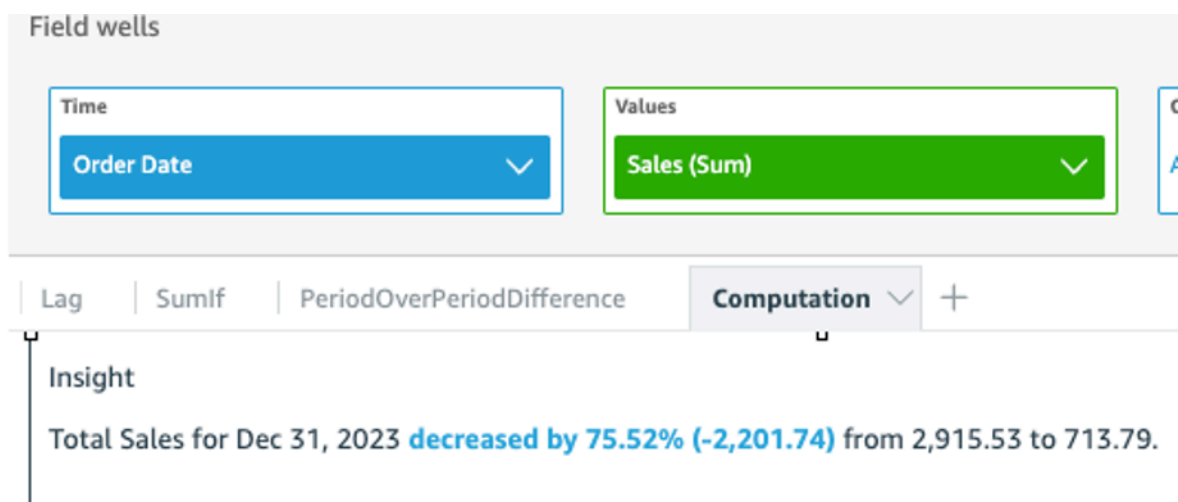 Field wells
Time
Values
Order Date
Sales (Sum)
Lag
SumIf
PeriodOverPeriodDifference
Computation
Insight
Total Sales for Dec 31, 2023 decreased by 75.52% (-2,201.74) from 2,915.53 to 713.79.